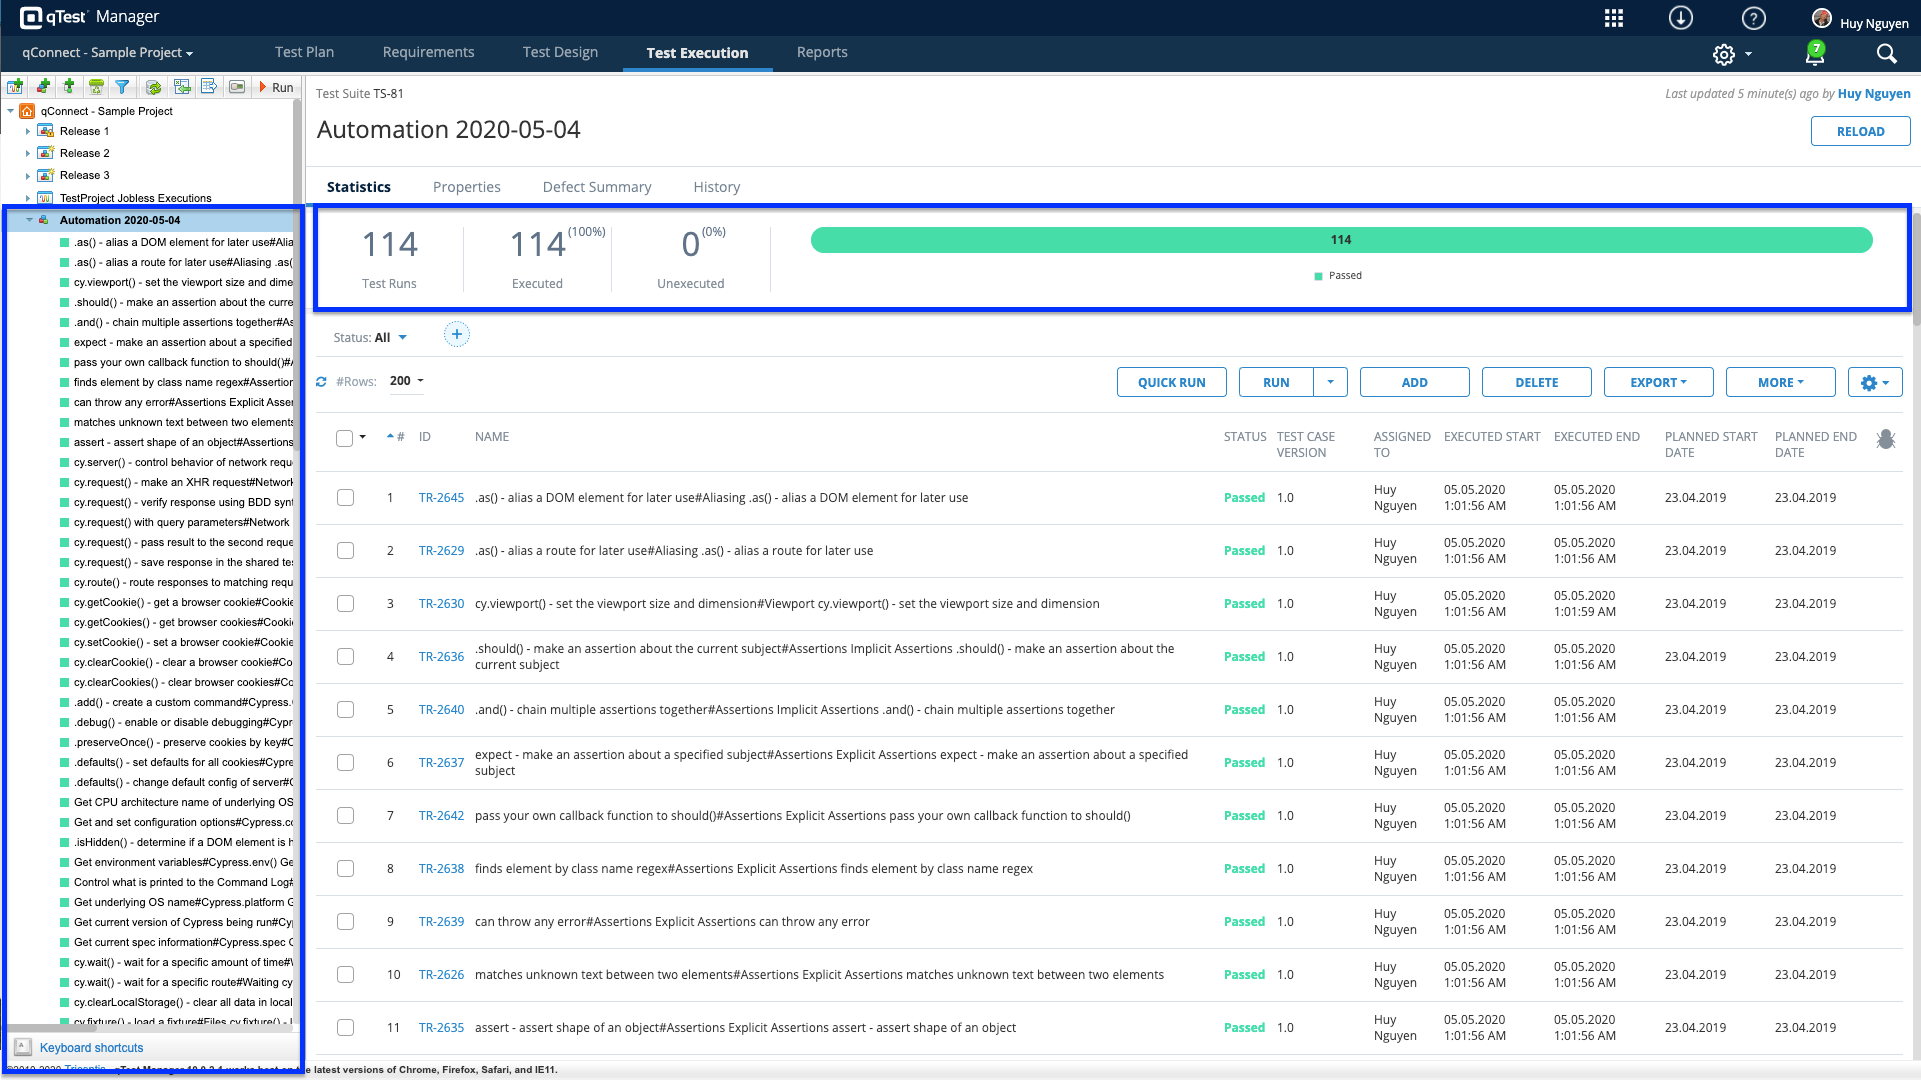 qTest Manager
Huy Nguyen
qConnect - Sample Project
Test Plan
Requirements
Test Design
Test Execution
Reports
7
Run
qConnect - Sample Project
Release 1
Release 2
Release 3
TestProject Jobless Executions
Automation 2020-05-04
.as() - alias a DOM element for later use#Alia
.as() - alias a route for later use#Aliasing .as(
cy.viewport() - set the viewport size and dime
.should() - make an assertion about the curre
.and() - chain multiple assertions together#As
expect - make an assertion about a specified
pass your own callback function to should()#A
finds element by class name regex#Assertion
can throw any error#Assertions Explicit Asser
matches unknown text between two elements
assert - assert shape of an object#Assertions
cy.server() - control behavior of network requ
cy.request() - make an XHR request#Network
cy.request() - verify response using BDD synt
cy.request() with query parameters#Network
cy.request() - pass result to the second reque
cy.request() - save response in the shared te
cy.route() - route responses to matching requ
cy.getCookie() - get a browser cookie#Cookie
cy.getCookies() - get browser cookies#Cooki
cy.setCookie() - set a browser cookie#Cookie
cy.clearCookie() - clear a browser cookie#Co
cy.clearCookies() - clear browser cookies#Co
.add() - create a custom command#Cypress.
.debug() - enable or disable debugging#Cypr
.preserveOnce() - preserve cookies by key#C
.defaults() - set defaults for all cookies#Cypre
.defaults() - change default config of server#C
Get CPU architecture name of underlying OS
Get and set configuration options#Cypress.co
.isHidden() - determine if a DOM element is h
Get environment variables#Cypress.env() Ge
Control what is printed to the Command Log#
Get underlying OS name#Cypress.platform G
Get current version of Cypress being run#Cy
Get current spec information#Cypress.spec G
cy.wait() - wait for a specific amount of time#
cy.wait() - wait for a specific route#Waiting cy
cy.clearLocalStorage() - clear all data in local
cy.fixture() - load a fixture#Files cy.fixture() - l
Keyboard shortcuts
Test Suite TS-81
Last updated 5 minute(s) ago by Huy Nguyen
Automation 2020-05-04
RELOAD
Statistics
Properties
Defect Summary
History
114
Test Runs
114 (100%)
Executed
0 (0%)
Unexecuted
114
Passed
Status: All
#Rows: 200
QUICK RUN
RUN
ADD
DELETE
EXPORT
MORE
# ID NAME STATUS TEST CASE VERSION ASSIGNED TO EXECUTED START EXECUTED END PLANNED START DATE PLANNED END DATE
1 TR-2645 .as() - alias a DOM element for later use#Aliasing .as() - alias a DOM element for later use Passed 1.0 Huy Nguyen 05.05.2020 1:01:56 AM 05.05.2020 1:01:56 AM 23.04.2019 23.04.2019
2 TR-2629 .as() - alias a route for later use#Aliasing .as() - alias a route for later use Passed 1.0 Huy Nguyen 05.05.2020 1:01:56 AM 05.05.2020 1:01:56 AM 23.04.2019 23.04.2019
3 TR-2630 cy.viewport() - set the viewport size and dimension#Viewport cy.viewport() - set the viewport size and dimension Passed 1.0 Huy Nguyen 05.05.2020 1:01:56 AM 05.05.2020 1:01:59 AM 23.04.2019 23.04.2019
4 TR-2636 .should() - make an assertion about the current subject#Assertions Implicit Assertions .should() - make an assertion about the current subject Passed 1.0 Huy Nguyen 05.05.2020 1:01:56 AM 05.05.2020 1:01:56 AM 23.04.2019 23.04.2019
5 TR-2640 .and() - chain multiple assertions together#Assertions Implicit Assertions .and() - chain multiple assertions together Passed 1.0 Huy Nguyen 05.05.2020 1:01:56 AM 05.05.2020 1:01:56 AM 23.04.2019 23.04.2019
6 TR-2637 expect - make an assertion about a specified subject#Assertions Explicit Assertions expect - make an assertion about a specified subject Passed 1.0 Huy Nguyen 05.05.2020 1:01:56 AM 05.05.2020 1:01:56 AM 23.04.2019 23.04.2019
7 TR-2642 pass your own callback function to should()#Assertions Explicit Assertions pass your own callback function to should() Passed 1.0 Huy Nguyen 05.05.2020 1:01:56 AM 05.05.2020 1:01:56 AM 23.04.2019 23.04.2019
8 TR-2638 finds element by class name regex#Assertions Explicit Assertions finds element by class name regex Passed 1.0 Huy Nguyen 05.05.2020 1:01:56 AM 05.05.2020 1:01:56 AM 23.04.2019 23.04.2019
9 TR-2639 can throw any error#Assertions Explicit Assertions can throw any error Passed 1.0 Huy Nguyen 05.05.2020 1:01:56 AM 05.05.2020 1:01:56 AM 23.04.2019 23.04.2019
10 TR-2626 matches unknown text between two elements#Assertions Explicit Assertions matches unknown text between two elements Passed 1.0 Huy Nguyen 05.05.2020 1:01:56 AM 05.05.2020 1:01:56 AM 23.04.2019 23.04.2019
11 TR-2635 assert - assert shape of an object#Assertions Explicit Assertions assert - assert shape of an object Passed 1.0 Huy Nguyen 05.05.2020 1:01:56 AM 05.05.2020 1:01:56 AM 23.04.2019 23.04.2019
latest versions of Chrome, Firefox, Safari, and IE11.